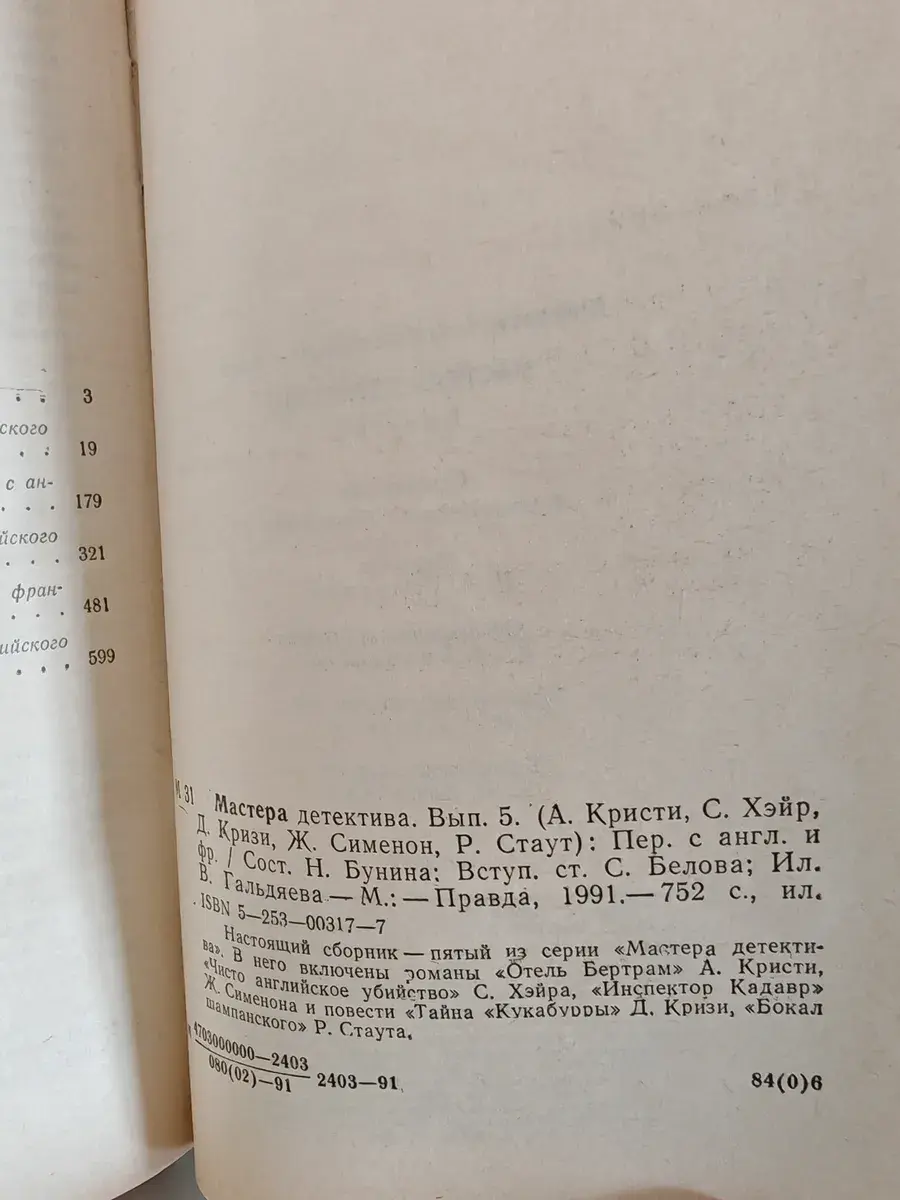 . . 3
ского
. . 19
с ан-
. . . 179
йского
. . . 321
фран-
. . . 481
ийского
. . . 599
М 31
Мастера детектива. Вып. 5. (А. Кристи, С. Хэйр,
Д. Кризи, Ж. Сименон, Р. Стаут): Пер. с англ. и
фр. / Сост. Н. Бунина; Вступ. ст. С. Белова; Ил.
В. Гальдяева — М.: — Правда, 1991.— 752 с., ил.
ISBN 5—253—00317—7
Настоящий сборник — пятый из серии «Мастера детекти-
ва». В него включены романы «Отель Бертрам» А. Кристи,
«Чисто английское убийство» С. Хэйра, «Инспектор Кадавр»
Ж. Сименона и повести «Тайна «Кукабурры» Д. Кризи, «Бокал
шампанского» Р. Стаута.
4703000000—2403
080(02)—91
2403—91
84(0)6